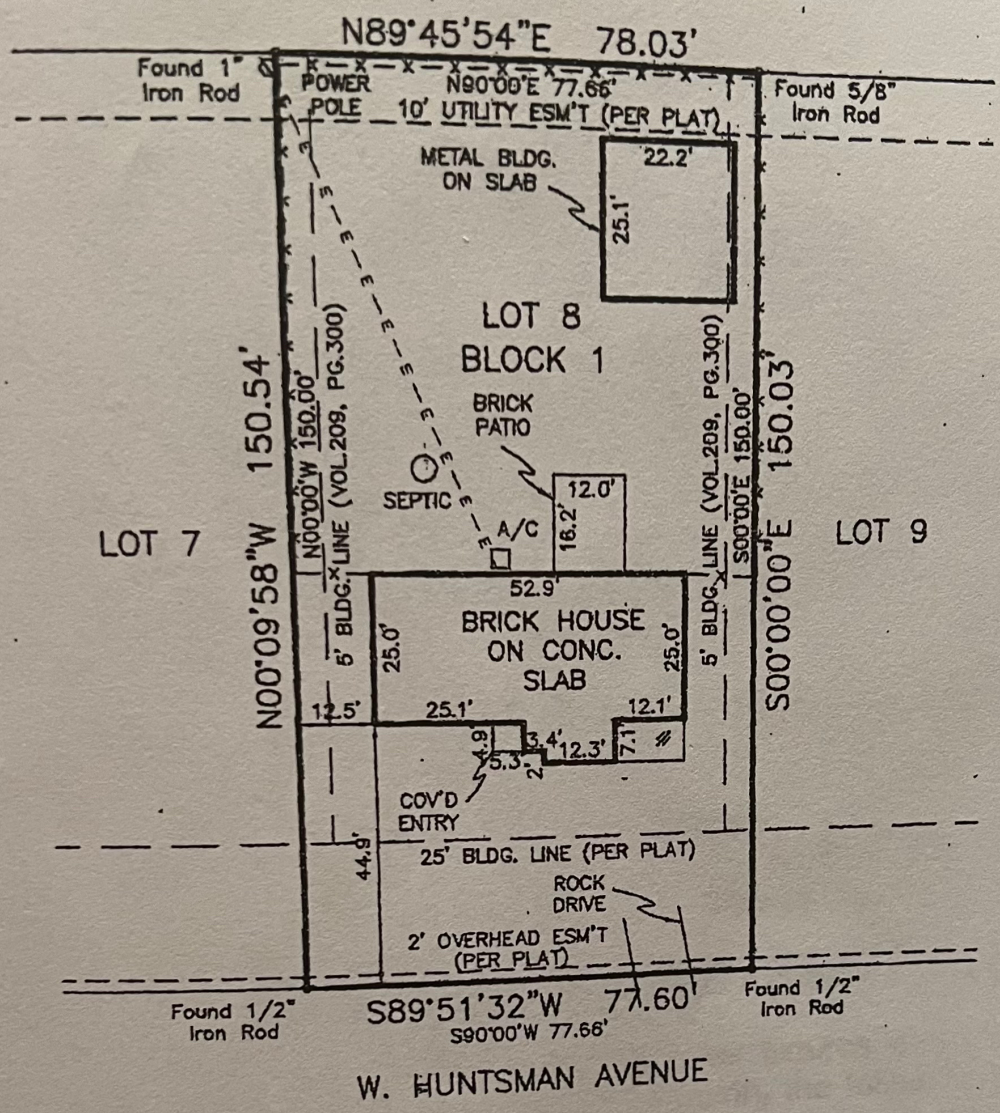 N89°45'54"E 78.03'
Found 1"
Iron Rod
POWER
POLE
N90°00'E 77.66'
10' UTILITY ESM'T (PER PLAT)
Found 5/8"
Iron Rod
METAL BLDG.
ON SLAB
22.2'
25.1'
LOT 8
BLOCK 1
N00°09'58"W 150.54'
N00°00'W 150.00'
5' BLDG. LINE (VOL.209, PG.300)
BRICK
PATIO
5' BLDG. LINE (VOL.209, PG.300)
S00°00'E 150.00'
S00°00'00"E 150.03'
SEPTIC
A/C
12.0'
16.2'
LOT 7
LOT 9
52.9'
BRICK HOUSE
ON CONC.
SLAB
25.0'
25.0'
12.5'
25.1'
12.1'
4.9'
5.3'
3.4'
2'
12.3'
7.1'
COV'D
ENTRY
44.9'
25' BLDG. LINE (PER PLAT)
ROCK
DRIVE
2' OVERHEAD ESM'T
(PER PLAT)
Found 1/2"
Iron Rod
S89°51'32"W 77.60'
S90°00'W 77.66'
Found 1/2"
Iron Rod
W. HUNTSMAN AVENUE